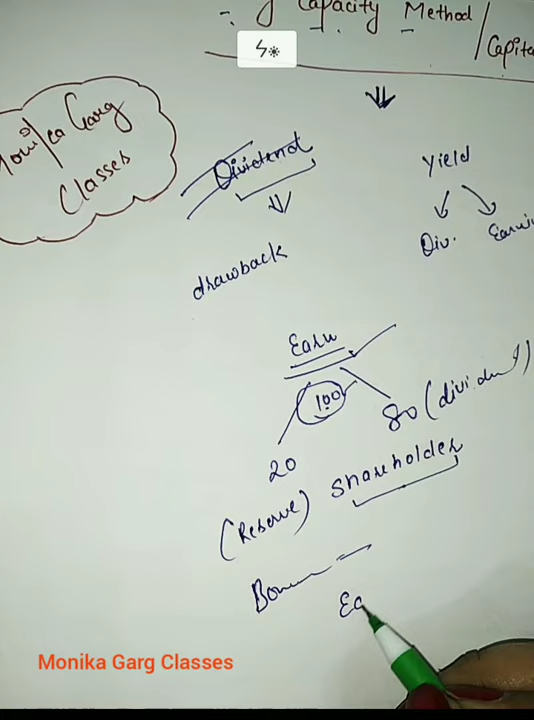 g Capacity Method /
Capita
Monika Garg
Classes
Dividend
Yield
Div.
drawback
Earn
100
80 (dividend)
20
(Reserve)
shareholder
Bonus
Ea
Monika Garg Classes